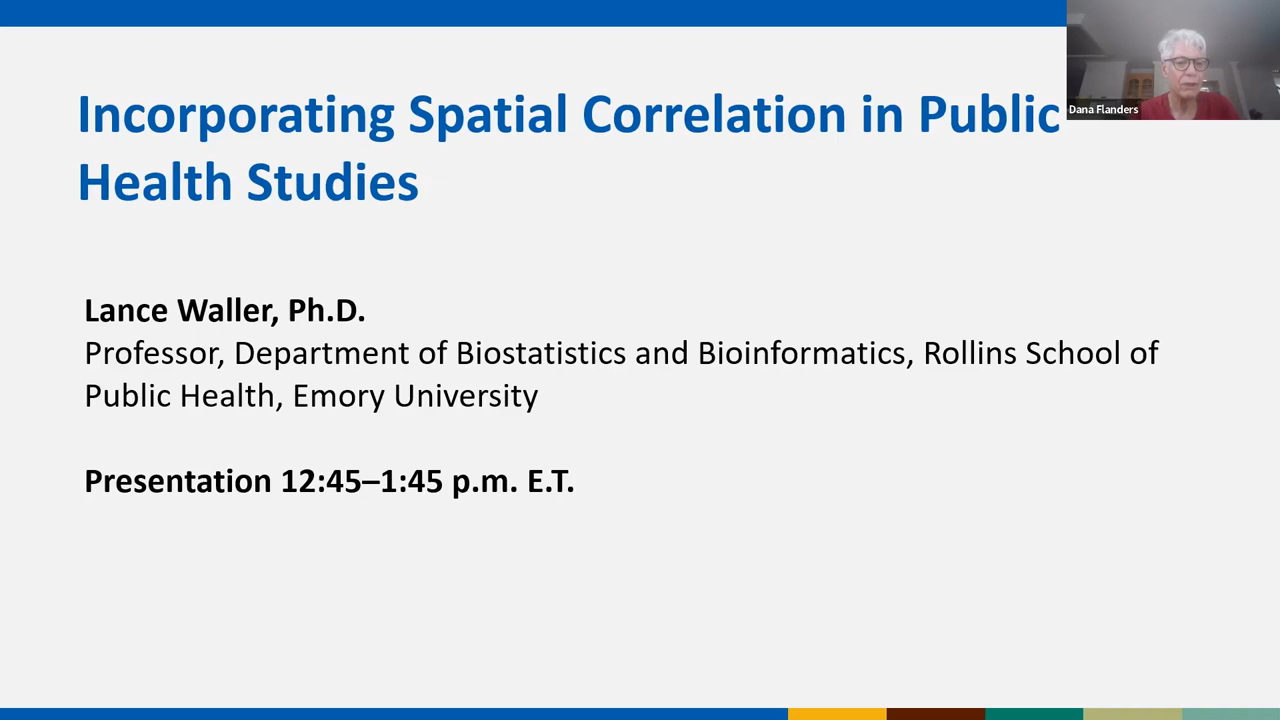 Incorporating Spatial Correlation in Public
Health Studies
Dana Flanders
Lance Waller, Ph.D.
Professor, Department of Biostatistics and Bioinformatics, Rollins School of
Public Health, Emory University
Presentation 12:45–1:45 p.m. E.T.